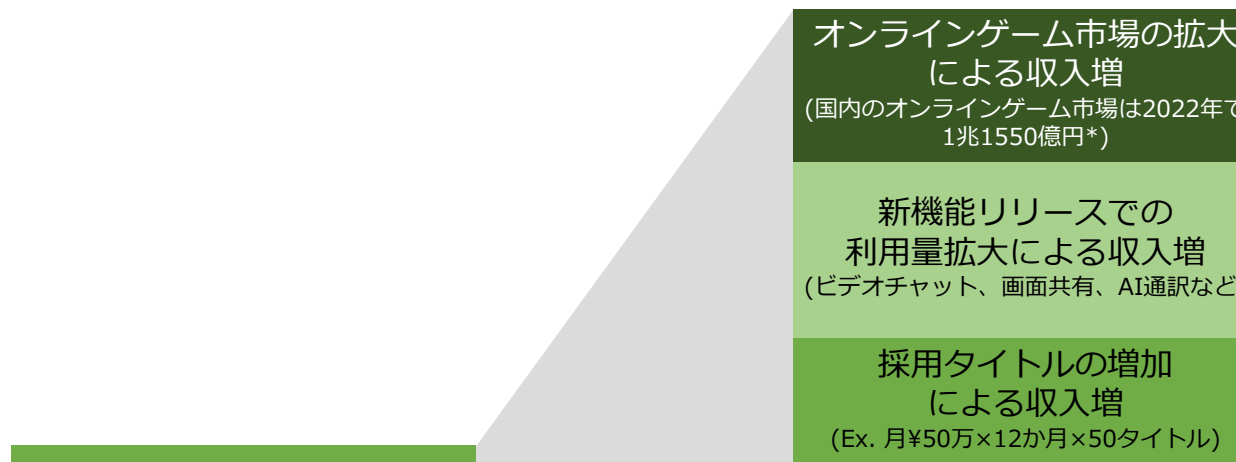 オンラインゲーム市場の拡大
による収入増
(国内のオンラインゲーム市場は2022年で
1兆1550億円*)
新機能リリースでの
利用量拡大による収入増
(ビデオチャット、画面共有、AI通訳など
採用タイトルの増加
による収入増
(Ex. 月¥50万×12か月×50タイトル)